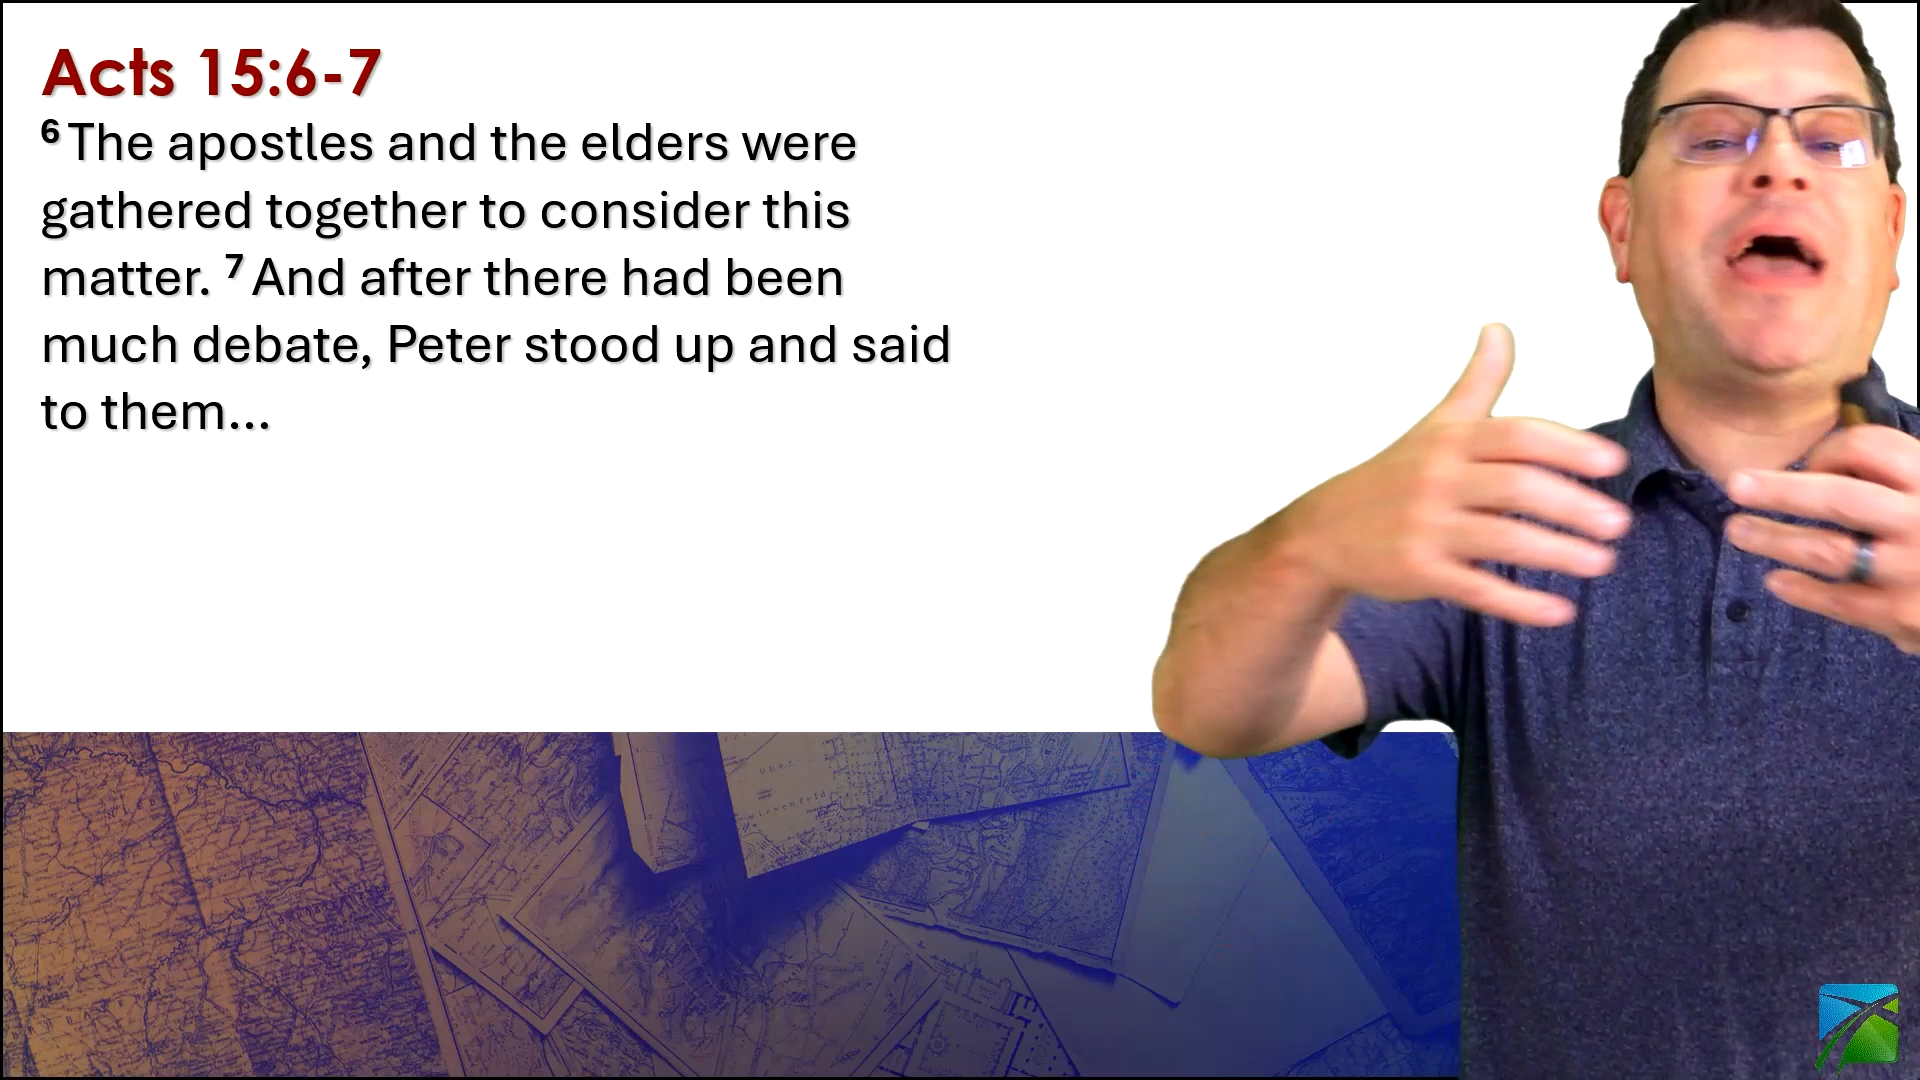 Acts 15:6-7
6 The apostles and the elders were
gathered together to consider this
matter. 7 And after there had been
much debate, Peter stood up and said
to them...